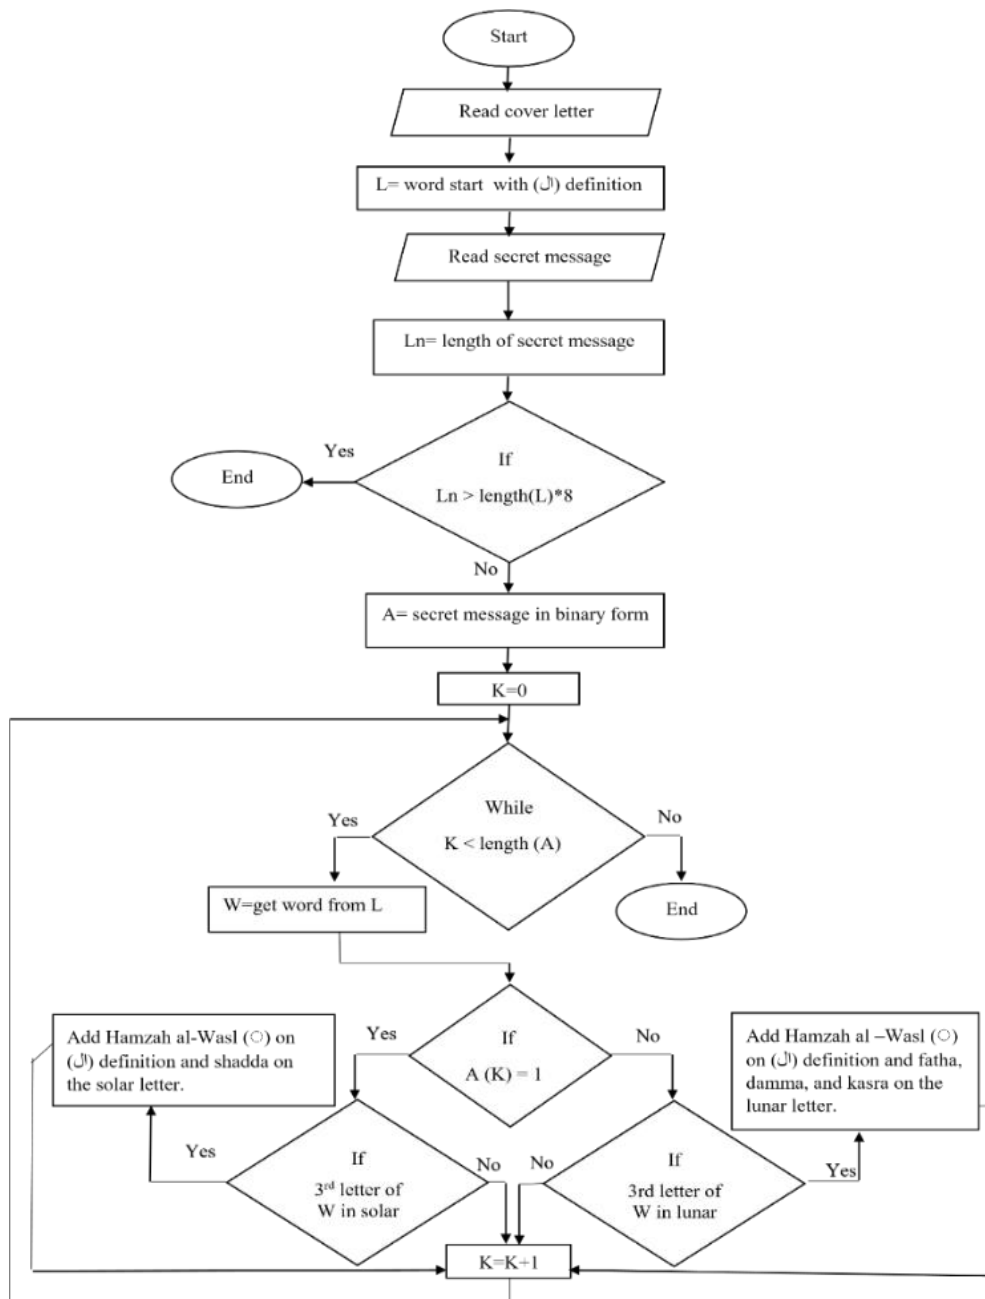 Start
Read cover letter
L= word start with (ال) definition
Read secret message
Ln= length of secret message
If
Ln > length(L)*8
Yes
End
No
A= secret message in binary form
K=0
While
K < length (A)
Yes
No
W=get word from L
End
If
A (K) = 1
Yes
No
Add Hamzah al-Wasl (ۡ) on
(ال) definition and shadda on
the solar letter.
Add Hamzah al –Wasl (ۡ)
on (ال) definition and fatha,
damma, and kasra on the
lunar letter.
If
3rd letter of
W in solar
Yes
No
If
3rd letter of
W in lunar
No
Yes
K=K+1